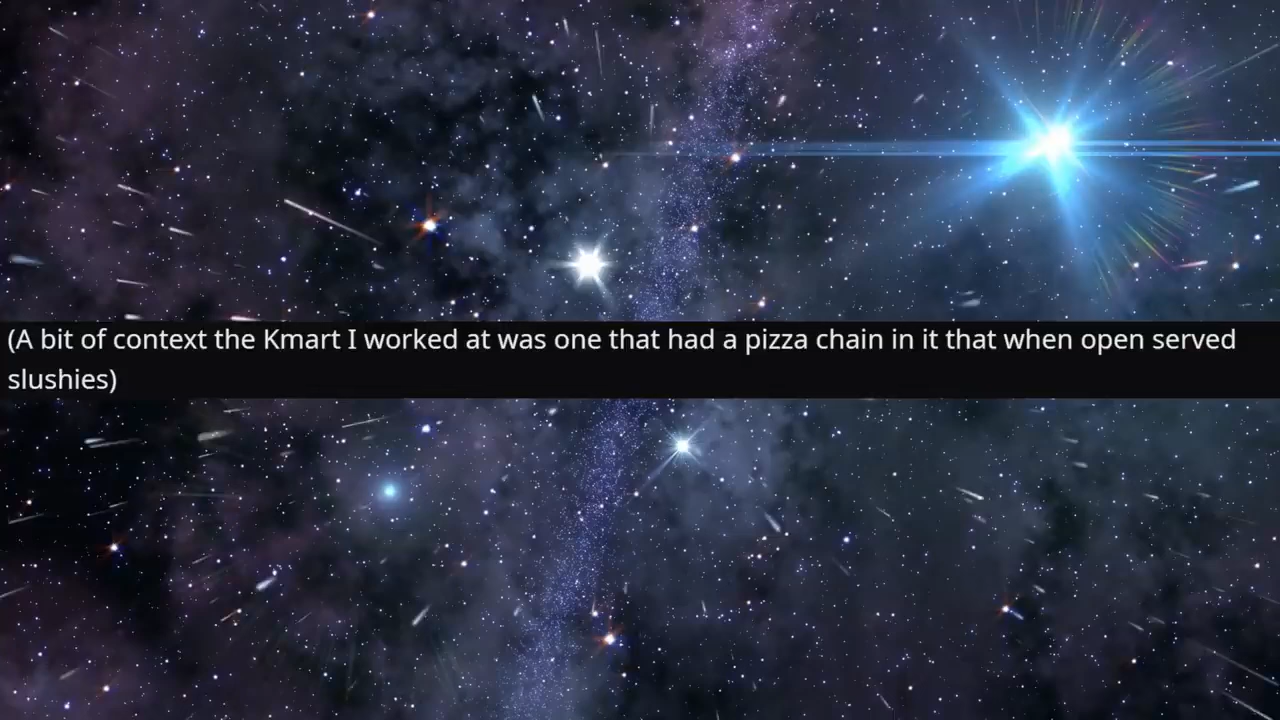 (A bit of context the Kmart I worked at was one that had a pizza chain in it that when open served
slushies)